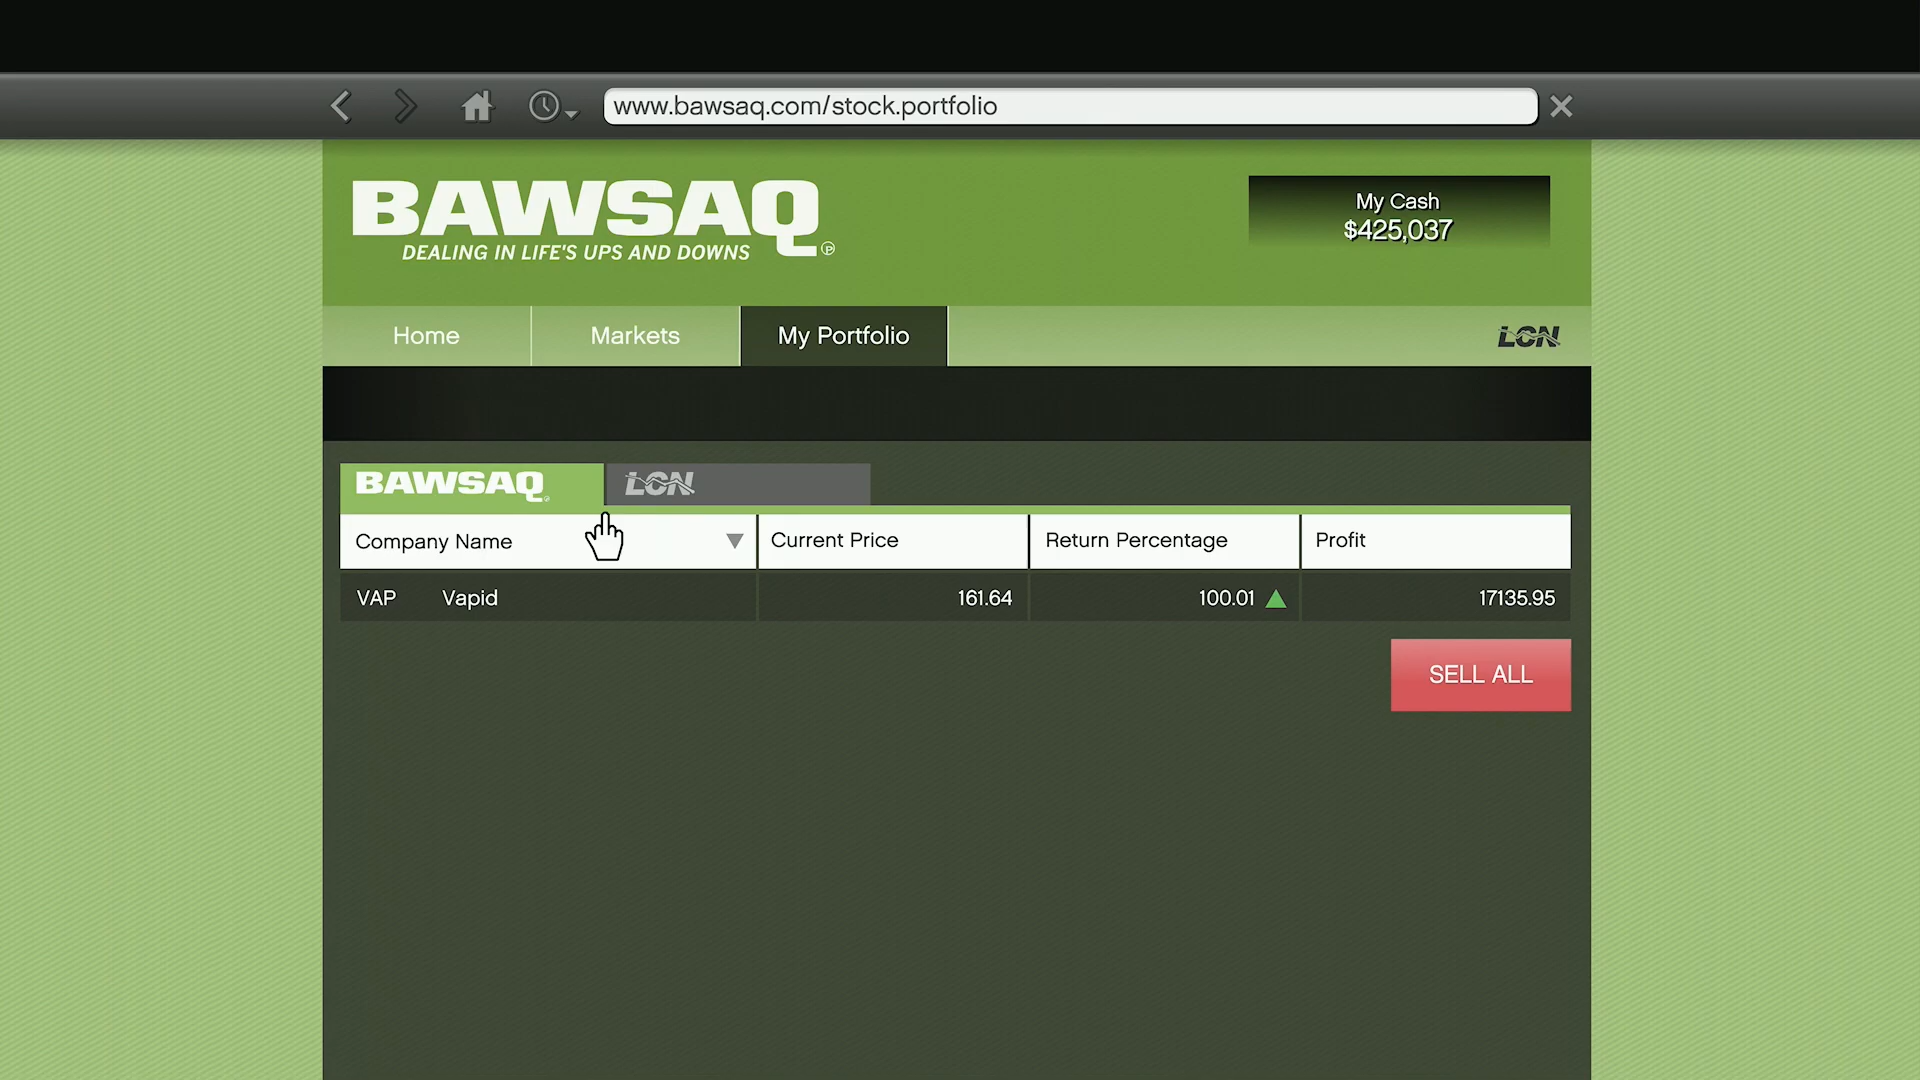 www.bawsaq.com/stock.portfolio
BAWSAQ
DEALING IN LIFE'S UPS AND DOWNS
My Cash
$425,037
Home Markets My Portfolio LCN
BAWSAQ LCN
Company Name Current Price Return Percentage Profit
VAP Vapid 161.64 100.01 17135.95
SELL ALL